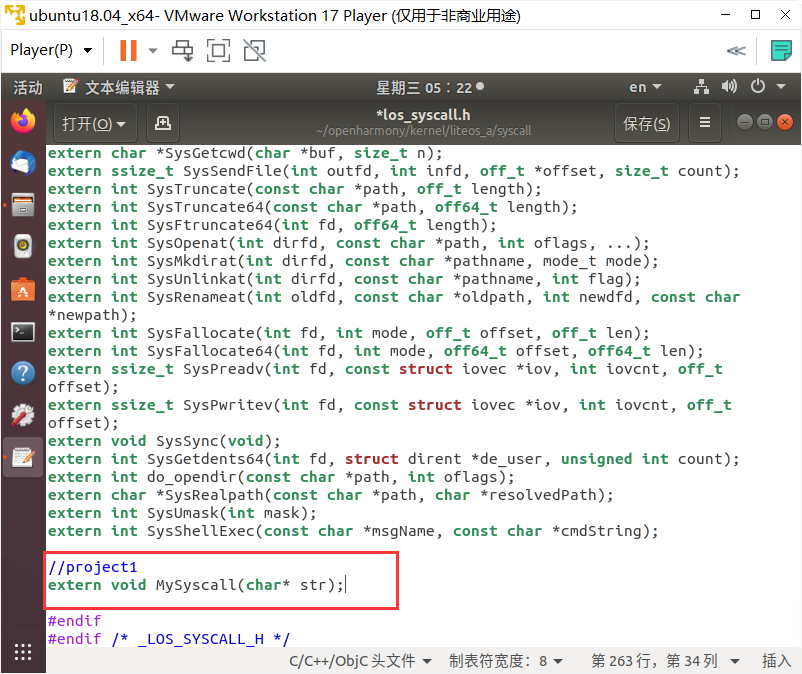 ubuntu18.04_x64- VMware Workstation 17 Player (仅用于非商业用途)
Player(P)
活动 文本编辑器 星期三 05：22 en
打开(O) *los_syscall.h 保存(S)
~/openharmony/kernel/liteos_a/syscall
extern char *SysGetcwd(char *buf, size_t n);
extern ssize_t SysSendFile(int outfd, int infd, off_t *offset, size_t count);
extern int SysTruncate(const char *path, off_t length);
extern int SysTruncate64(const char *path, off64_t length);
extern int SysFtruncate64(int fd, off64_t length);
extern int SysOpenat(int dirfd, const char *path, int oflags, ...);
extern int SysMkdirat(int dirfd, const char *pathname, mode_t mode);
extern int SysUnlinkat(int dirfd, const char *pathname, int flag);
extern int SysRenameat(int oldfd, const char *oldpath, int newdfd, const char
*newpath);
extern int SysFallocate(int fd, int mode, off_t offset, off_t len);
extern int SysFallocate64(int fd, int mode, off64_t offset, off64_t len);
extern ssize_t SysPreadv(int fd, const struct iovec *iov, int iovcnt, off_t
offset);
extern ssize_t SysPwritev(int fd, const struct iovec *iov, int iovcnt, off_t
offset);
extern void SysSync(void);
extern int SysGetdents64(int fd, struct dirent *de_user, unsigned int count);
extern int do_opendir(const char *path, int oflags);
extern char *SysRealpath(const char *path, char *resolvedPath);
extern int SysUmask(int mask);
extern int SysShellExec(const char *msgName, const char *cmdString);
//project1
extern void MySyscall(char* str);
#endif
#endif /* _LOS_SYSCALL_H */
C/C++/ObjC 头文件 制表符宽度：8 第 263 行，第 34 列 插入